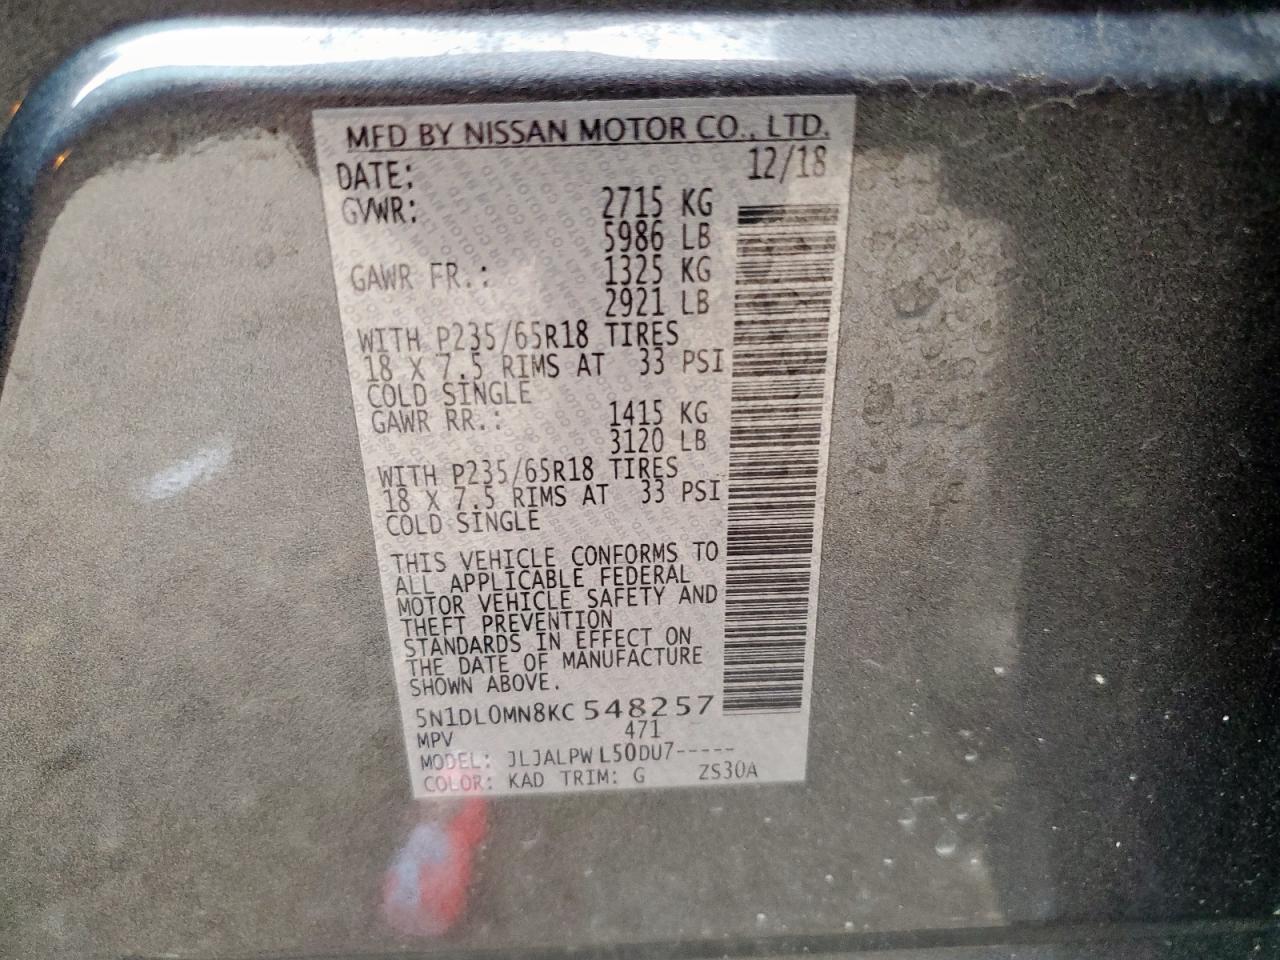 MFD BY NISSAN MOTOR CO., LTD.
DATE: 12/18
GVWR: 2715 KG
5986 LB
GAWR FR.: 1325 KG
2921 LB
WITH P235/65R18 TIRES
18 X 7.5 RIMS AT 33 PSI
COLD SINGLE
GAWR RR.: 1415 KG
3120 LB
WITH P235/65R18 TIRES
18 X 7.5 RIMS AT 33 PSI
COLD SINGLE
THIS VEHICLE CONFORMS TO
ALL APPLICABLE FEDERAL
MOTOR VEHICLE SAFETY AND
THEFT PREVENTION
STANDARDS IN EFFECT ON
THE DATE OF MANUFACTURE
SHOWN ABOVE.
5N1DL0MN8KC548257
MPV 471
MODEL: JLJALPWL50DU7-----
COLOR: KAD TRIM: G ZS30A